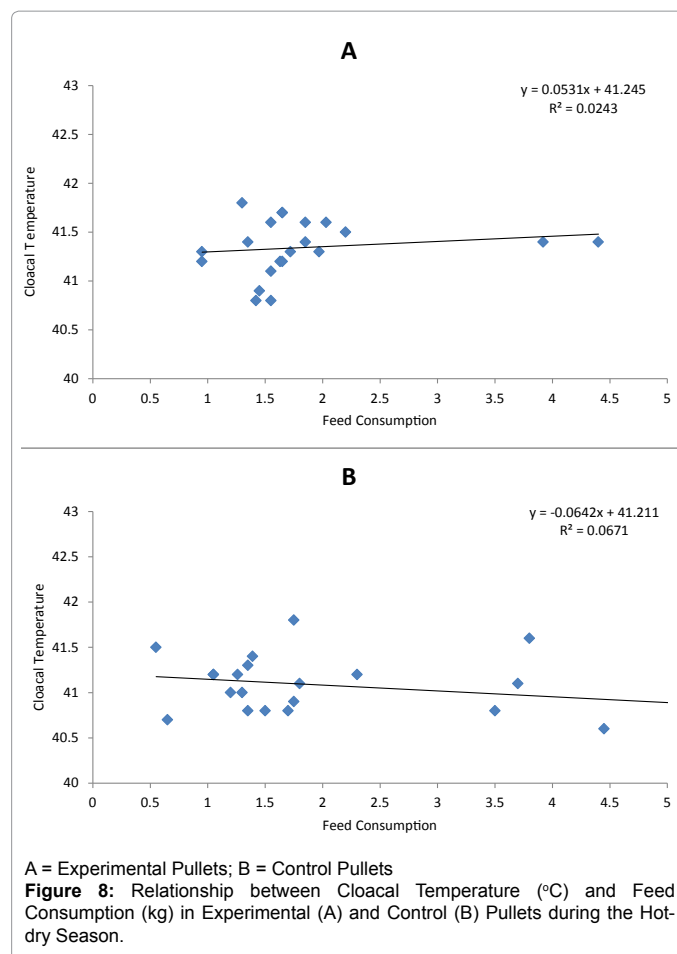 A
y = 0.0531x + 41.245
R² = 0.0243
43
42.5
42
41.5
41
40.5
40
Cloacal T emperature
0 0.5 1 1.5 2 2.5 3 3.5 4 4.5 5
Feed Consumption
B
y = -0.0642x + 41.211
R² = 0.0671
43
42.5
42
41.5
41
40.5
40
Cloacal Temperature
0 0.5 1 1.5 2 2.5 3 3.5 4 4.5 5
Feed Consumption
A = Experimental Pullets; B = Control Pullets
Figure 8: Relationship between Cloacal Temperature (°C) and Feed
Consumption (kg) in Experimental (A) and Control (B) Pullets during the Hot-
dry Season.